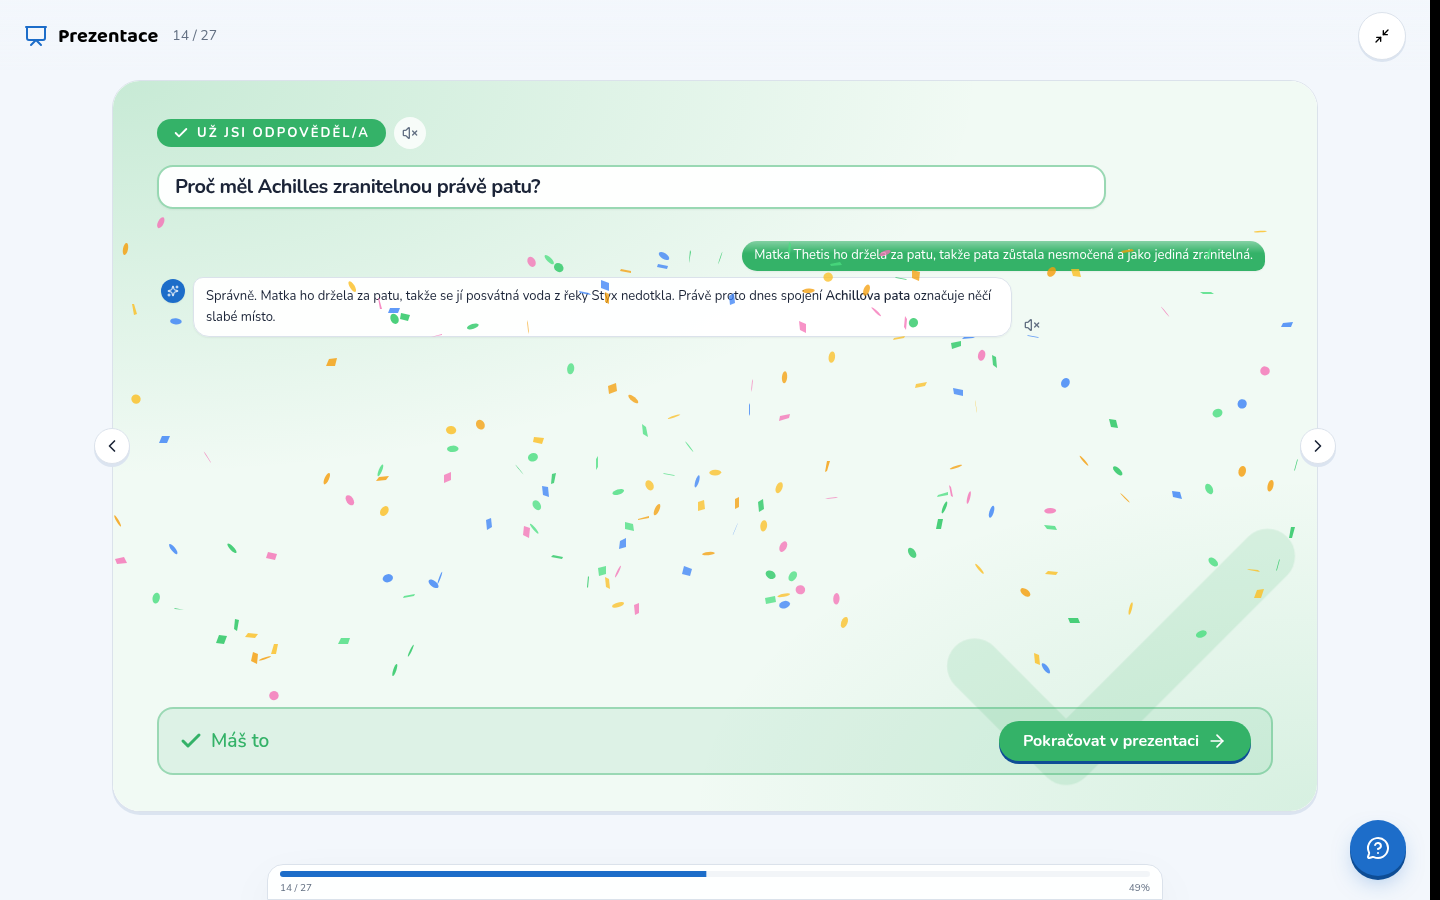 Prezentace 14 / 27
UŽ JSI ODPOVĚDĚL/A
Proč měl Achilles zranitelnou právě patu?
Matka Thetis ho držela za patu, takže pata zůstala nesmočená a jako jediná zranitelná.
Správně. Matka ho držela za patu, takže se jí posvátná voda z řeky Styx nedotkla. Právě proto dnes spojení Achillova pata označuje něčí
slabé místo.
Máš to
Pokračovat v prezentaci
14 / 27
49%